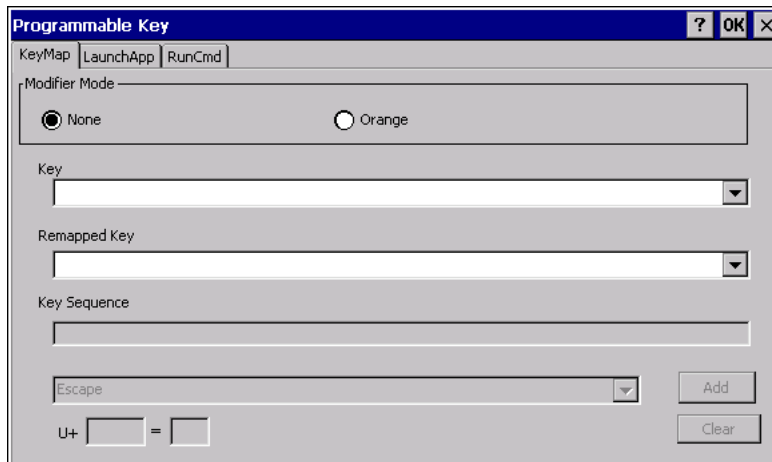 Programmable Key ? OK ×
KeyMap LaunchApp RunCmd
Modifier Mode
None Orange
Key
Remapped Key
Key Sequence
Escape Add
U+ = Clear